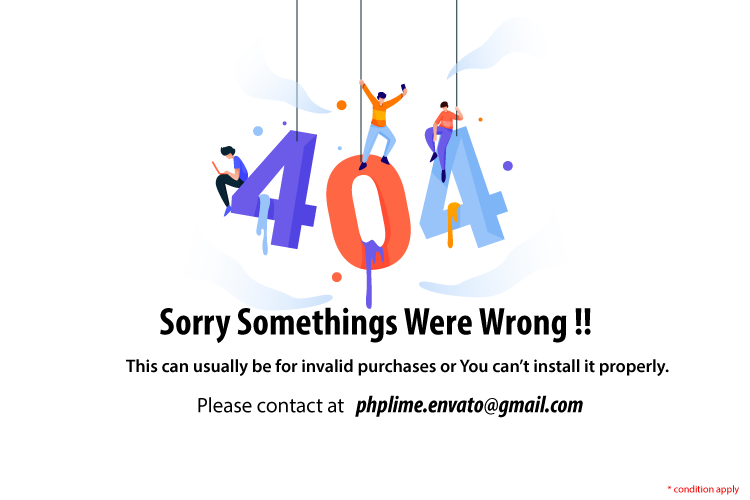 404
Sorry Somethings Were Wrong !!
This can usually be for invalid purchases or You can’t install it properly.
Please contact at phplime.envato@gmail.com
* condition apply